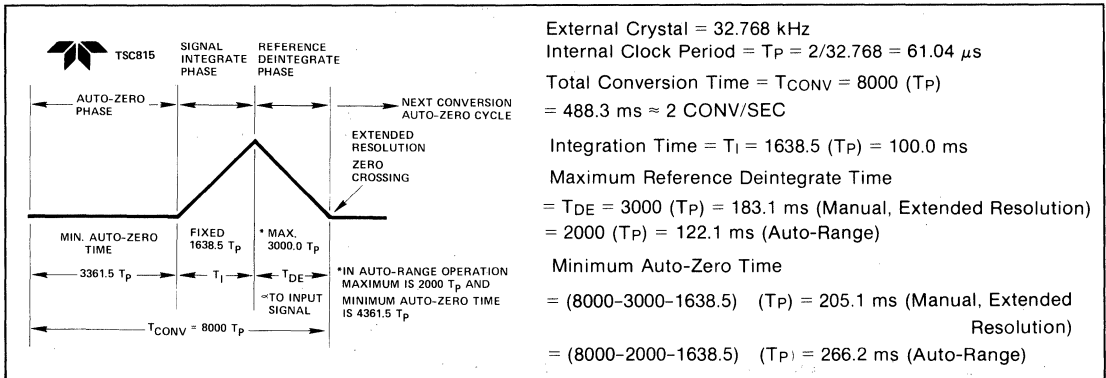 TSC815
SIGNAL
INTEGRATE
PHASE
REFERENCE
DEINTEGRATE
PHASE
AUTO-ZERO
PHASE
NEXT CONVERSION
AUTO-ZERO CYCLE
EXTENDED
RESOLUTION
ZERO
CROSSING
MIN. AUTO-ZERO
TIME
FIXED
1638.5 TP
* MAX.
3000.0 TP
3361.5 TP
TI
TDE
∝TO INPUT
SIGNAL
*IN AUTO-RANGE OPERATION
MAXIMUM IS 2000 TP AND
MINIMUM AUTO-ZERO TIME
IS 4361.5 TP
TCONV = 8000 TP
External Crystal = 32.768 kHz
Internal Clock Period = TP = 2/32.768 = 61.04 μs
Total Conversion Time = TCONV = 8000 (TP)
= 488.3 ms ≈ 2 CONV/SEC
Integration Time = TI = 1638.5 (TP) = 100.0 ms
Maximum Reference Deintegrate Time
= TDE = 3000 (TP) = 183.1 ms (Manual, Extended Resolution)
= 2000 (TP) = 122.1 ms (Auto-Range)
Minimum Auto-Zero Time
= (8000-3000-1638.5) (TP) = 205.1 ms (Manual, Extended
Resolution)
= (8000-2000-1638.5) (TP) = 266.2 ms (Auto-Range)